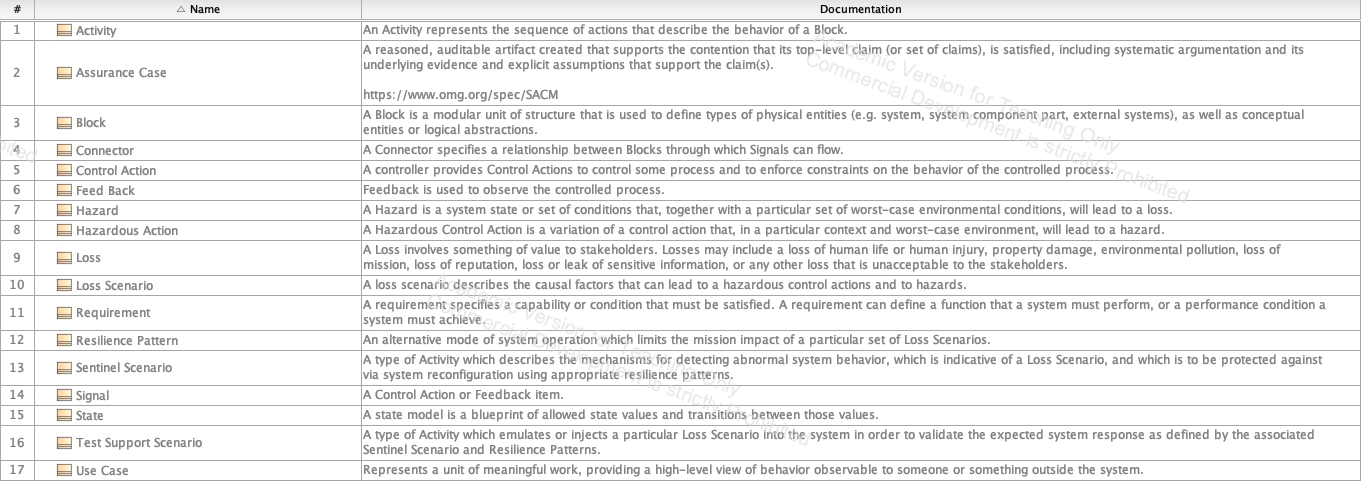 # Name Documentation
1 Activity An Activity represents the sequence of actions that describe the behavior of a Block.
2 Assurance Case A reasoned, auditable artifact created that supports the contention that its top-level claim (or set of claims), is satisfied, including systematic argumentation and its
underlying evidence and explicit assumptions that support the claim(s).
https://www.omg.org/spec/SACM
3 Block A Block is a modular unit of structure that is used to define types of physical entities (e.g. system, system component part, external systems), as well as conceptual
entities or logical abstractions.
4 Connector A Connector specifies a relationship between Blocks through which Signals can flow.
5 Control Action A controller provides Control Actions to control some process and to enforce constraints on the behavior of the controlled process.
6 Feed Back Feedback is used to observe the controlled process.
7 Hazard A Hazard is a system state or set of conditions that, together with a particular set of worst-case environmental conditions, will lead to a loss.
8 Hazardous Action A Hazardous Control Action is a variation of a control action that, in a particular context and worst-case environment, will lead to a hazard.
9 Loss A Loss involves something of value to stakeholders. Losses may include a loss of human life or human injury, property damage, environmental pollution, loss of
mission, loss of reputation, loss or leak of sensitive information, or any other loss that is unacceptable to the stakeholders.
10 Loss Scenario A loss scenario describes the causal factors that can lead to a hazardous control actions and to hazards.
11 Requirement A requirement specifies a capability or condition that must be satisfied. A requirement can define a function that a system must perform, or a performance condition a
system must achieve.
12 Resilience Pattern An alternative mode of system operation which limits the mission impact of a particular set of Loss Scenarios.
13 Sentinel Scenario A type of Activity which describes the mechanisms for detecting abnormal system behavior, which is indicative of a Loss Scenario, and which is to be protected against
via system reconfiguration using appropriate resilience patterns.
14 Signal A Control Action or Feedback item.
15 State A state model is a blueprint of allowed state values and transitions between those values.
16 Test Support Scenario A type of Activity which emulates or injects a particular Loss Scenario into the system in order to validate the expected system response as defined by the associated
Sentinel Scenario and Resilience Patterns.
17 Use Case Represents a unit of meaningful work, providing a high-level view of behavior observable to someone or something outside the system.
Academic Version for Teaching Only
Commercial Development is strictly Prohibited
Academic Version for Teaching Only
Commercial Development is strictly Prohibited